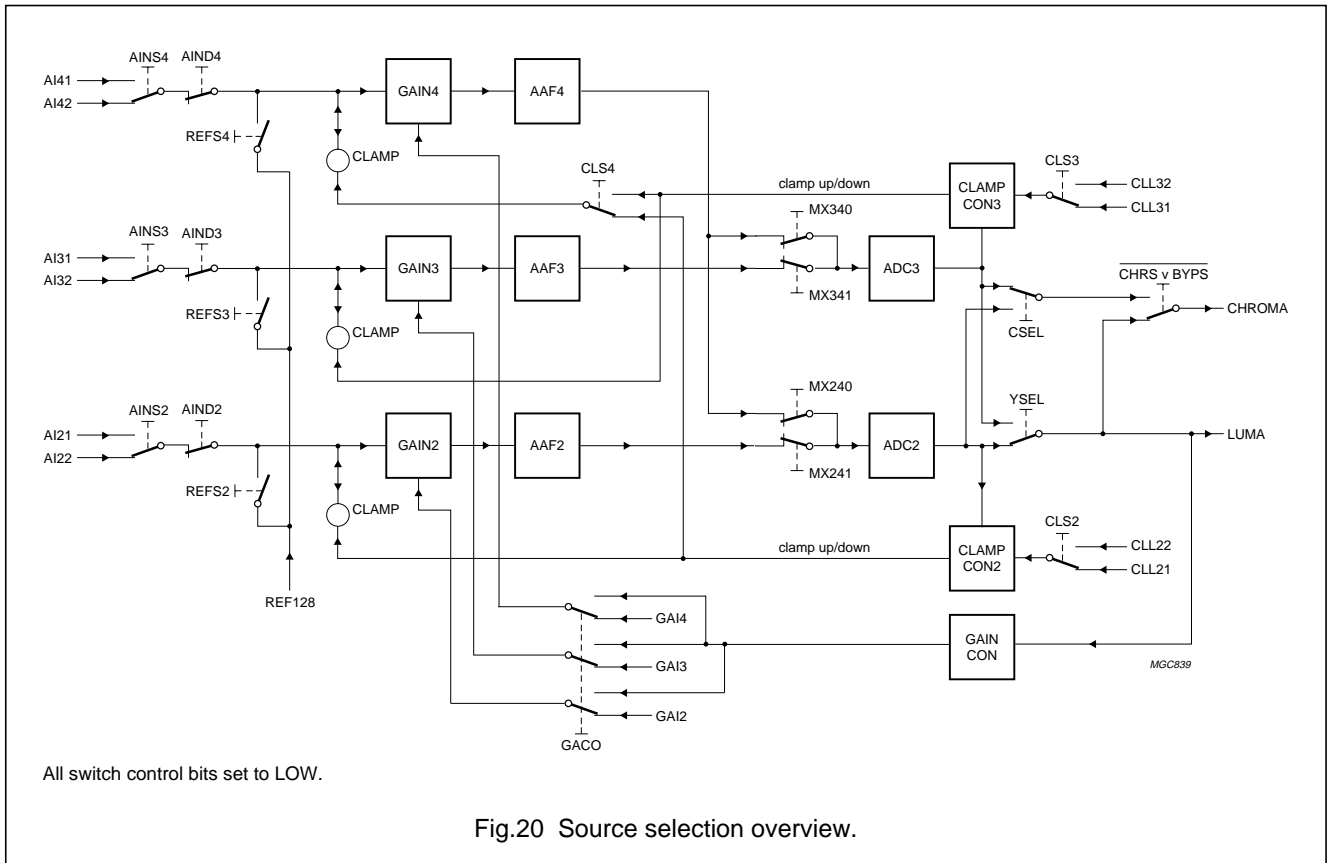 AINS4 AIND4
AI41
AI42
GAIN4
AAF4
REFS4
CLAMP
CLS4
clamp up/down
CLAMP CON3
CLS3
CLL32
CLL31
MX340
AINS3 AIND3
AI31
AI32
GAIN3
AAF3
MX341
ADC3
CHRS v BYPS
CHROMA
REFS3
CLAMP
CSEL
MX240
YSEL
AINS2 AIND2
AI21
AI22
GAIN2
AAF2
MX241
ADC2
LUMA
REFS2
CLAMP
clamp up/down
CLAMP CON2
CLS2
CLL22
CLL21
REF128
GAI4
GAI3
GAI2
GACO
GAIN CON
MGC839
All switch control bits set to LOW.
Fig.20 Source selection overview.